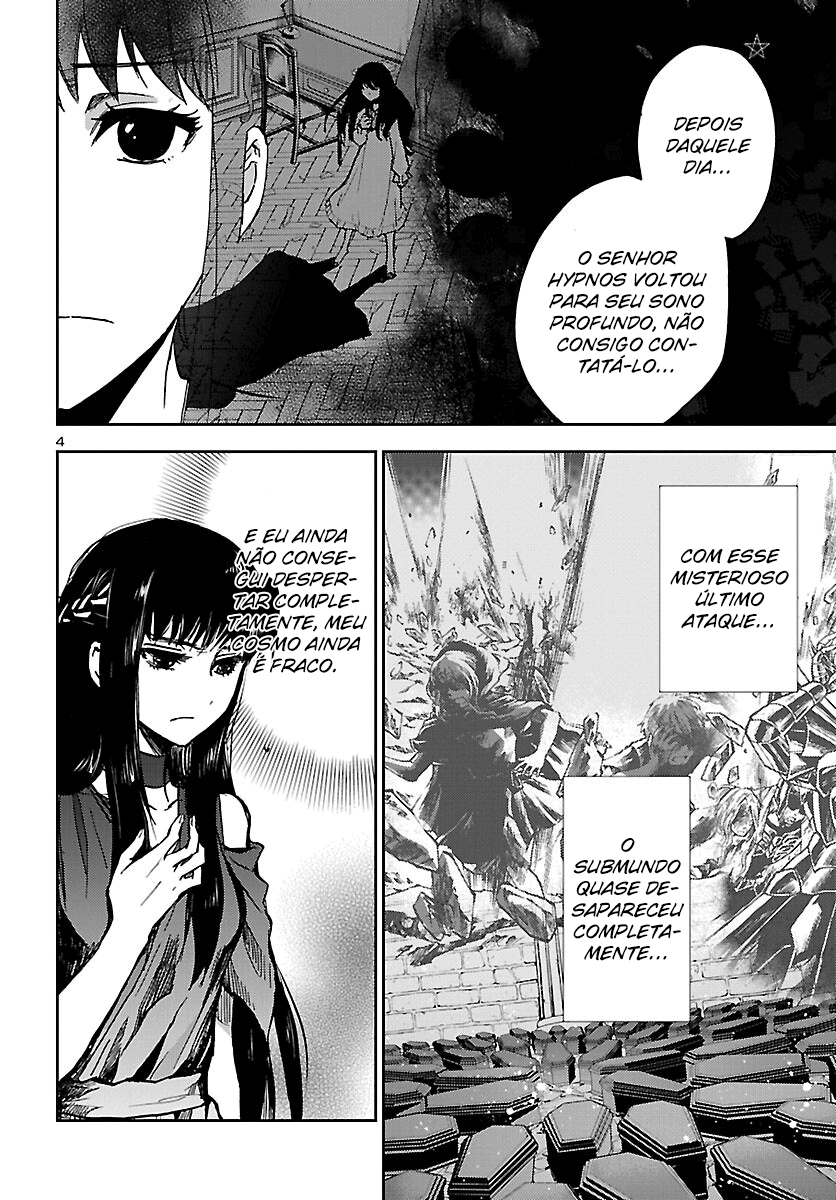 DEPOIS
DAQUELE
DIA...
O SENHOR
HYPNOS VOLTOU
PARA SEU SONO
PROFUNDO, NÃO
CONSIGO CON-
TATÁ-LO...
4
COM ESSE
MISTERIOSO
ÚLTIMO
ATAQUE...
O
SUBMUNDO
QUASE DE-
SAPARECEU
COMPLETA-
MENTE...
E EU AINDA
NÃO CONSE-
GUI DESPER-
TAR COMPLE-
TAMENTE, MEU
COSMO AINDA
É FRACO.